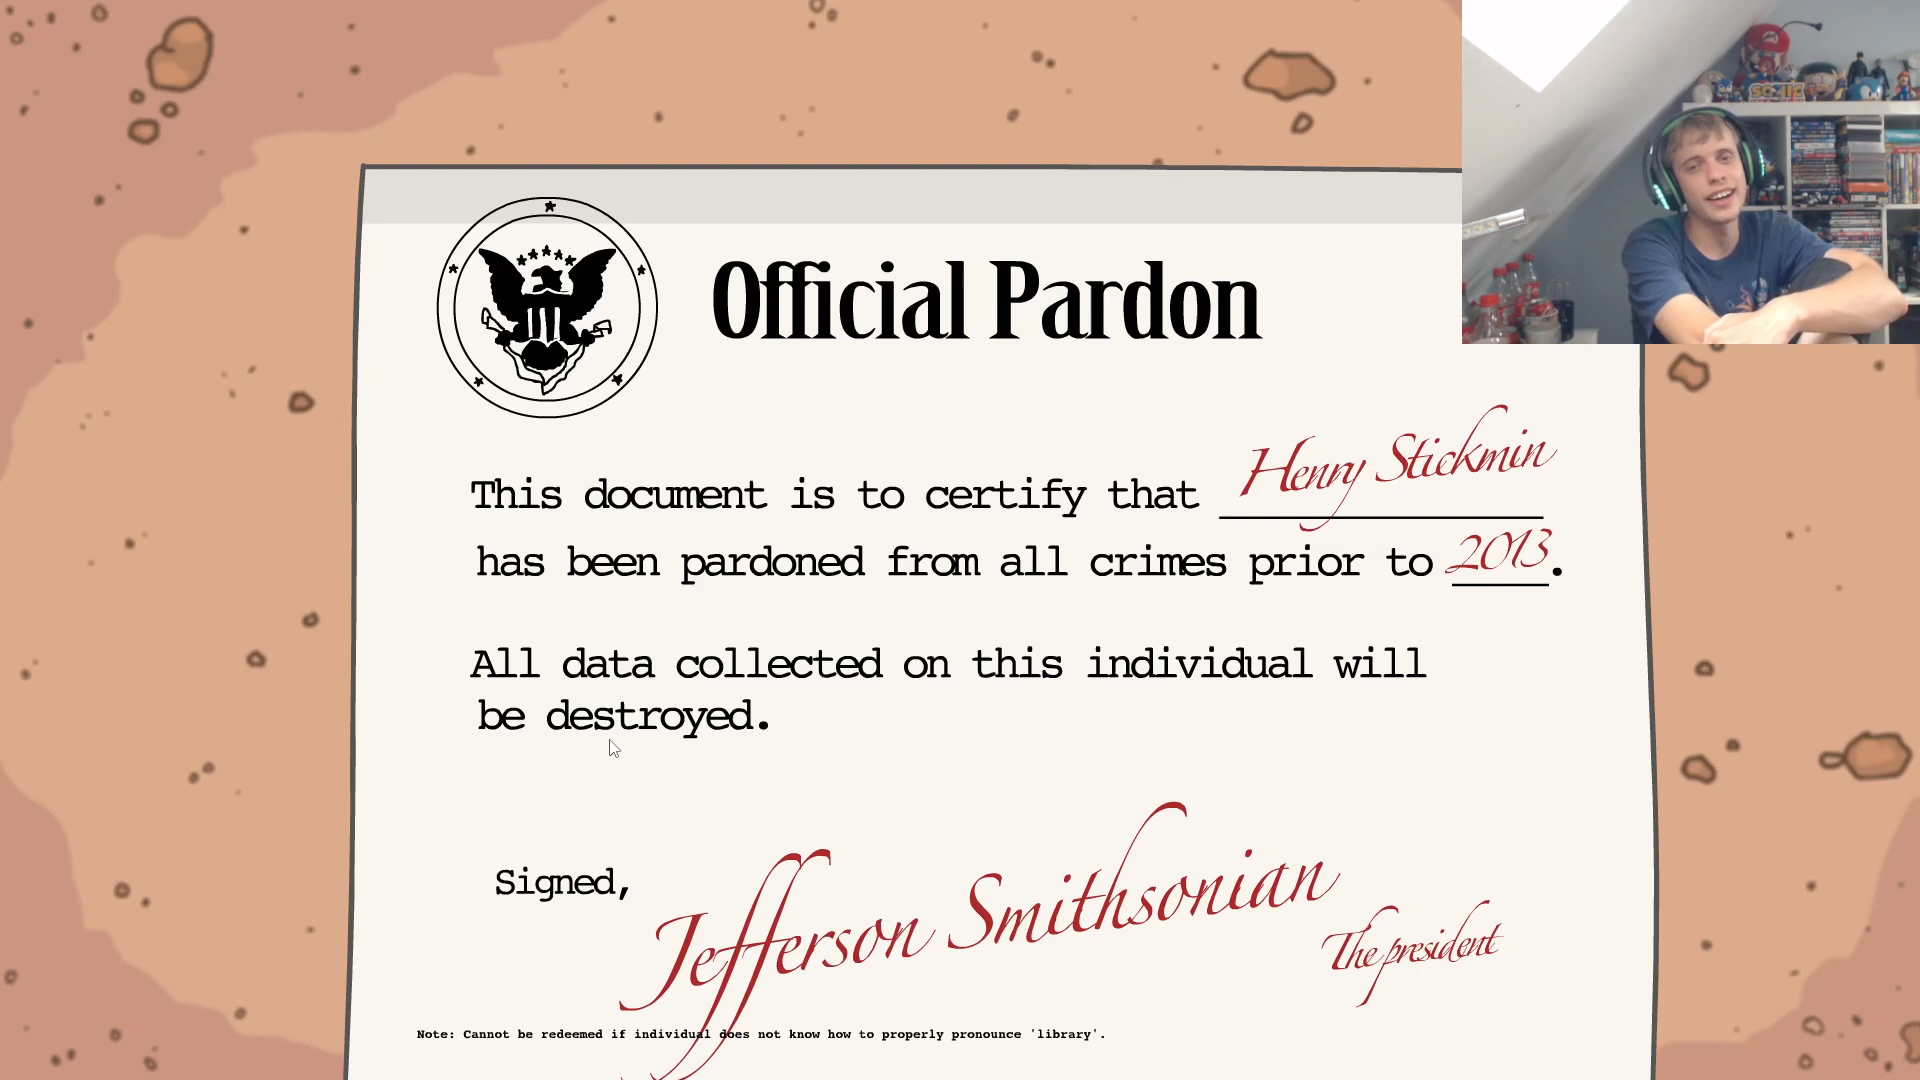 SONIC
Official Pardon
This document is to certify that Henry Stickmin
has been pardoned from all crimes prior to 2013.
All data collected on this individual will
be destroyed.
Signed, Jefferson Smithsonian
The president
Note: Cannot be redeemed if individual does not know how to properly pronounce 'library'.